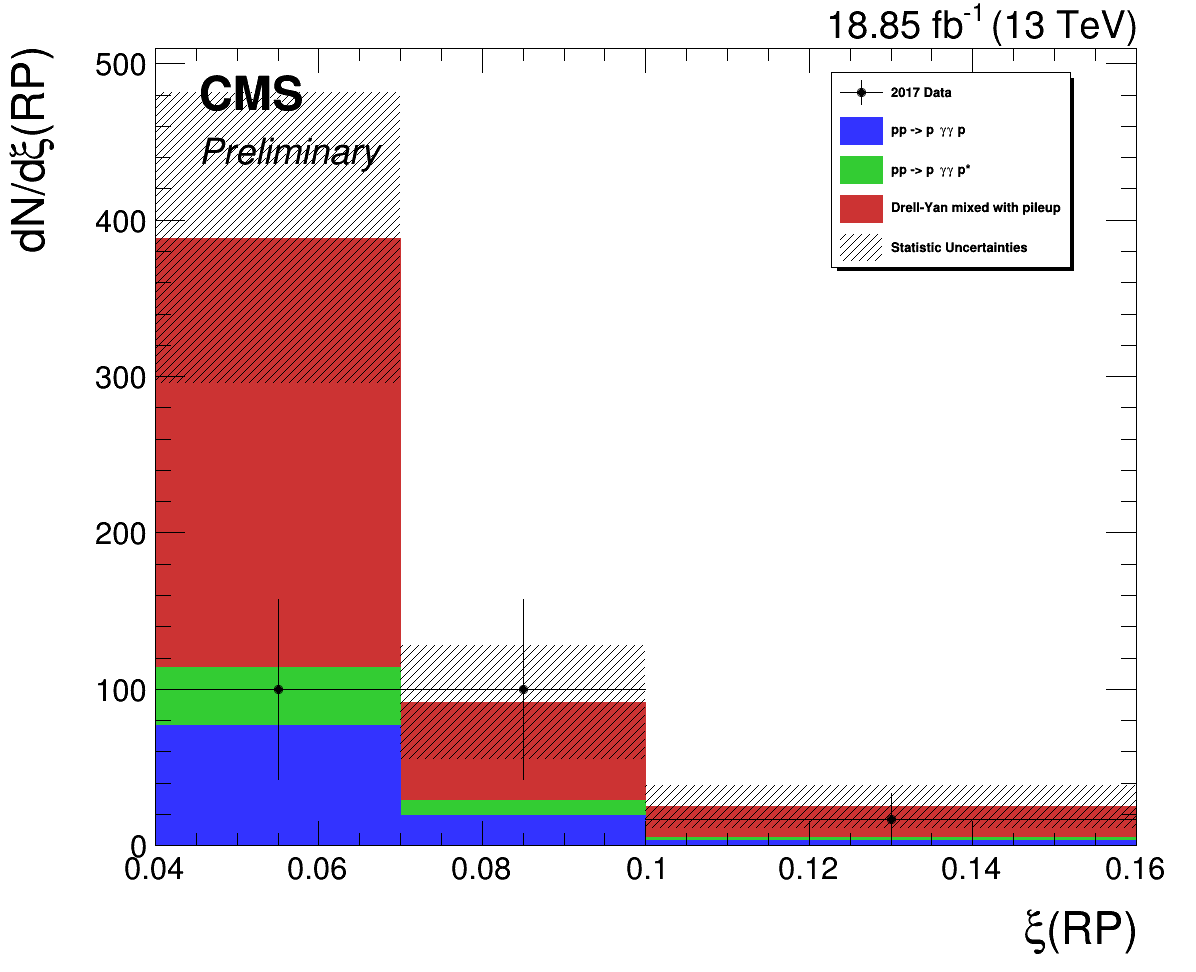 18.85 fb⁻¹ (13 TeV)
dN/dξ(RP)
CMS
Preliminary
2017 Data
pp -> p γγ p
pp -> p γγ p*
Drell-Yan mixed with pileup
Statistic Uncertainties
500
400
300
200
100
0
0.04 0.06 0.08 0.1 0.12 0.14 0.16
ξ(RP)